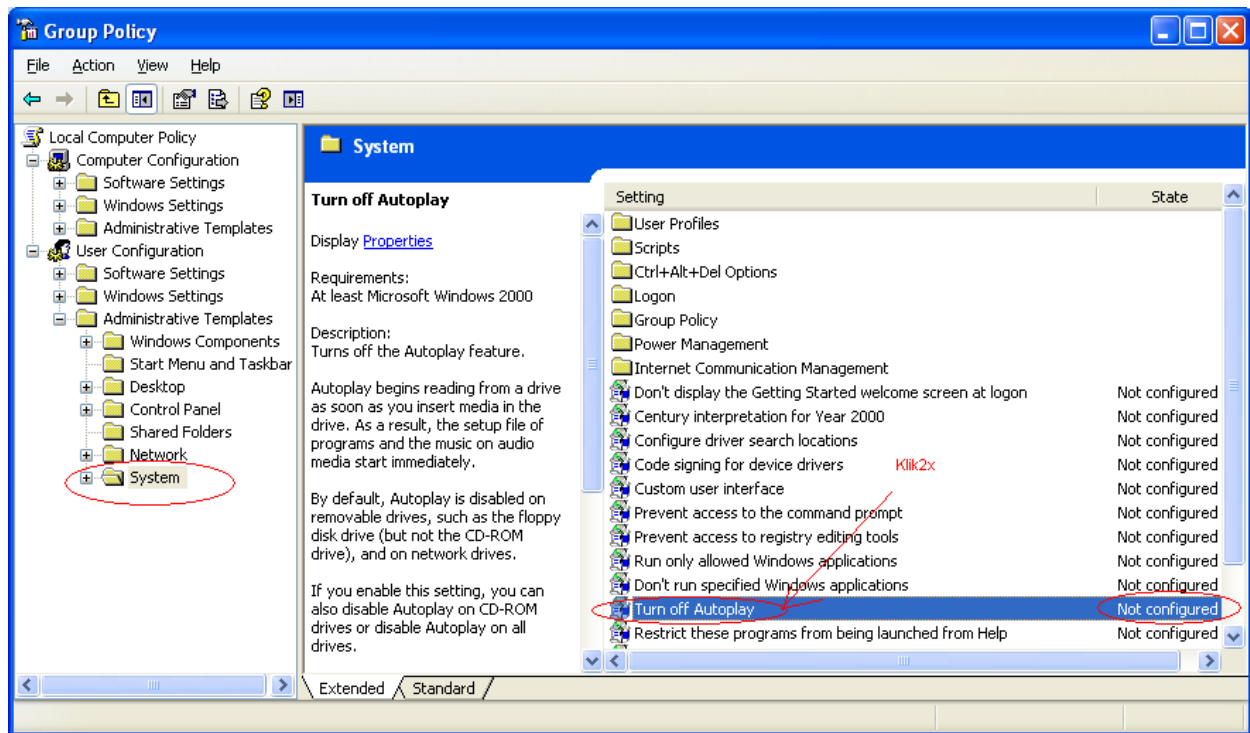 Group Policy
File Action View Help
Local Computer Policy
Computer Configuration
Software Settings
Windows Settings
Administrative Templates
User Configuration
Software Settings
Windows Settings
Administrative Templates
Windows Components
Start Menu and Taskbar
Desktop
Control Panel
Shared Folders
Network
System
System
Turn off Autoplay
Display Properties
Requirements:
At least Microsoft Windows 2000
Description:
Turns off the Autoplay feature.
Autoplay begins reading from a drive
as soon as you insert media in the
drive. As a result, the setup file of
programs and the music on audio
media start immediately.
By default, Autoplay is disabled on
removable drives, such as the floppy
disk drive (but not the CD-ROM
drive), and on network drives.
If you enable this setting, you can
also disable Autoplay on CD-ROM
drives or disable Autoplay on all
drives.
Setting State
User Profiles
Scripts
Ctrl+Alt+Del Options
Logon
Group Policy
Power Management
Internet Communication Management
Don't display the Getting Started welcome screen at logon Not configured
Century interpretation for Year 2000 Not configured
Configure driver search locations Not configured
Code signing for device drivers Klik2x Not configured
Custom user interface Not configured
Prevent access to the command prompt Not configured
Prevent access to registry editing tools Not configured
Run only allowed Windows applications Not configured
Don't run specified Windows applications Not configured
Turn off Autoplay Not configured
Restrict these programs from being launched from Help Not configured
Extended Standard